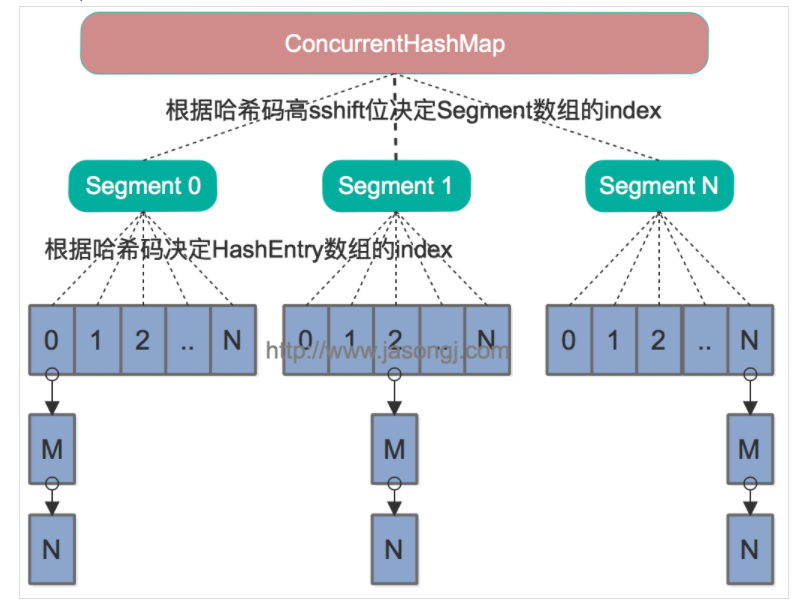 ConcurrentHashMap
根据哈希码高sshift位决定Segment数组的index
Segment 0 Segment 1 Segment N
根据哈希码决定HashEntry数组的index
0 1 2 .. N 0 1 2 .. N 0 1 2 .. N
http://www.jasongj.com
M M M
N N N